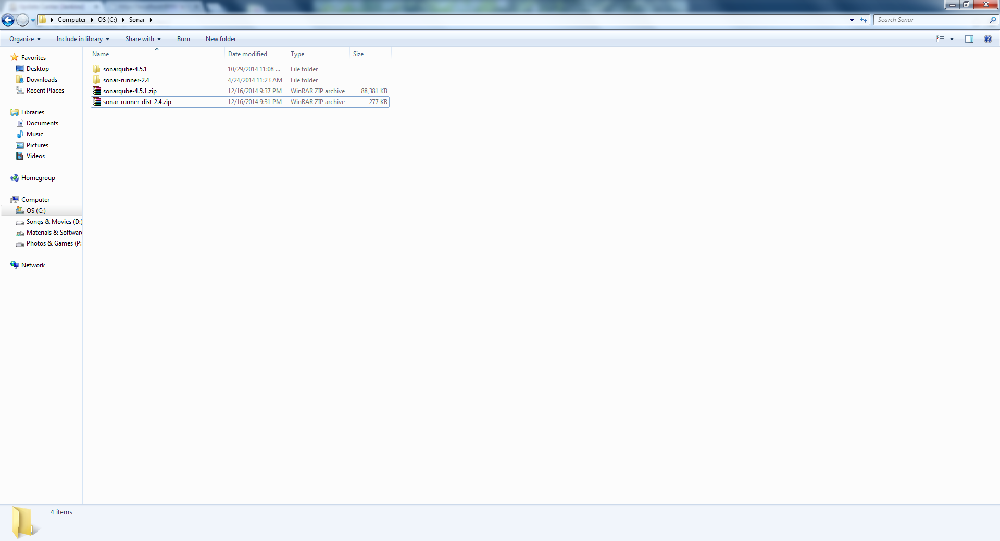 Computer OS (C:) Sonar
Search Sonar
Organize Include in library Share with Burn New folder
Name Date modified Type Size
sonarqube-4.5.1 10/29/2014 11:08 ... File folder
sonar-runner-2.4 4/24/2014 11:23 AM File folder
sonarqube-4.5.1.zip 12/16/2014 9:37 PM WinRAR ZIP archive 88,381 KB
sonar-runner-dist-2.4.zip 12/16/2014 9:31 PM WinRAR ZIP archive 277 KB
Favorites
Desktop
Downloads
Recent Places
Libraries
Documents
Music
Pictures
Videos
Homegroup
Computer
OS (C:)
Songs & Movies (D:)
Materials & Softwar
Photos & Games (P:
Network
4 items